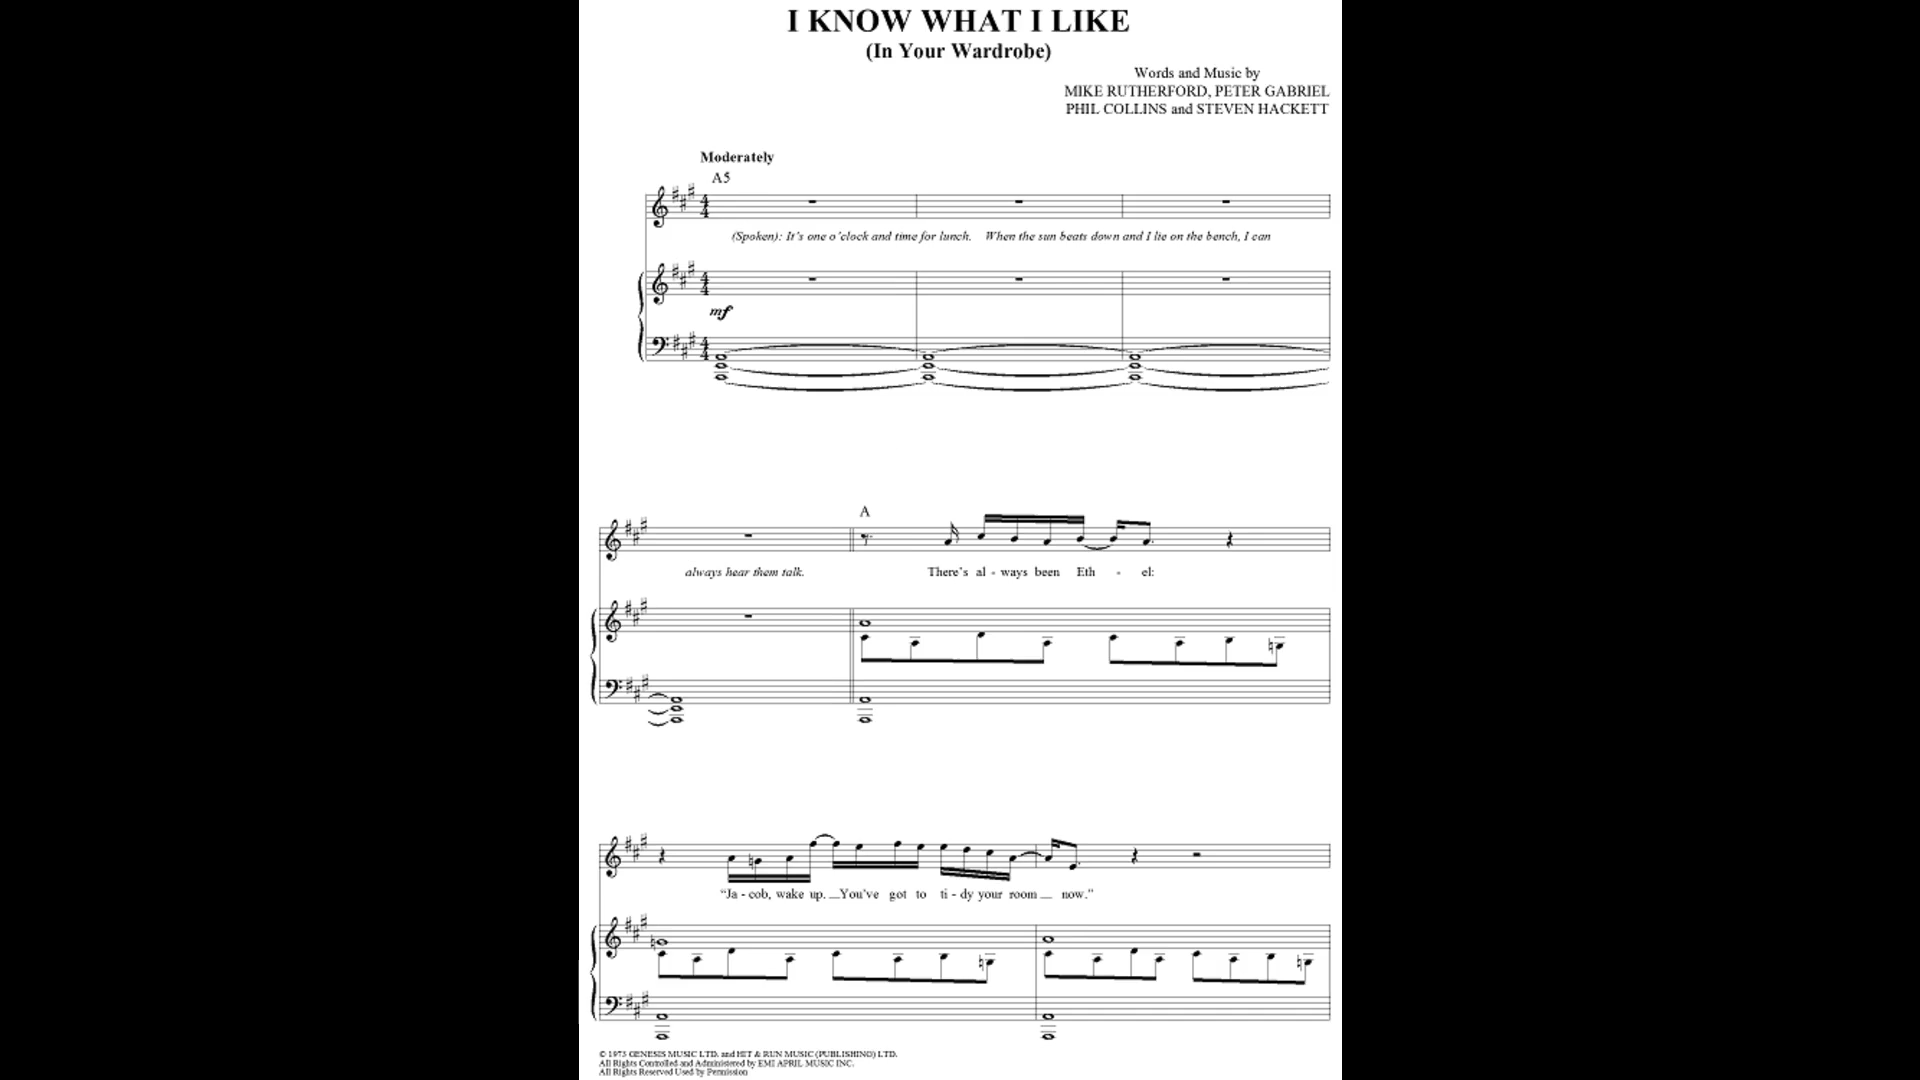 I KNOW WHAT I LIKE
(In Your Wardrobe)
Words and Music by
MIKE RUTHERFORD, PETER GABRIEL
PHIL COLLINS and STEVEN HACKETT
Moderately
A5
(Spoken): It's one o'clock and time for lunch. When the sun beats down and I lie on the bench, I can
mf
A
always hear them talk. There's al - ways been Eth - el:
"Ja - cob, wake up. You've got to ti - dy your room now."
© 1973 GENESIS MUSIC LTD. and HIT & RUN MUSIC (PUBLISHING) LTD.
All Rights Controlled and Administered by EMI APRIL MUSIC INC.
All Rights Reserved Used by Permission